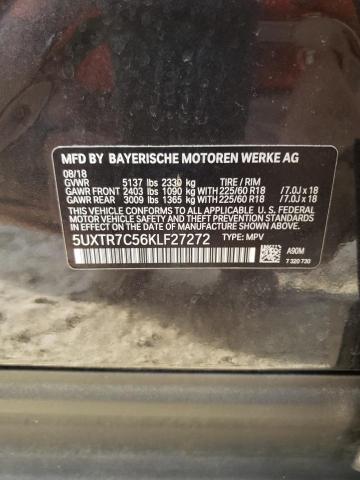 MFD BY BAYERISCHE MOTOREN WERKE AG
08/18
GVWR 5137 lbs 2330 kg TIRE / RIM
GAWR FRONT 2403 lbs 1090 kg WITH 225/60 R18 / 7.0J x 18
GAWR REAR 3009 lbs 1365 kg WITH 225/60 R18 / 7.0J x 18
THIS VEHICLE CONFORMS TO ALL APPLICABLE U.S. FEDERAL
MOTOR VEHICLE SAFETY AND THEFT PREVENTION STANDARDS
IN EFFECT ON THE DATE OF MANUFACTURE SHOWN ABOVE.
5UXTR7C56KLF27272 TYPE: MPV
A90M
7 320 730